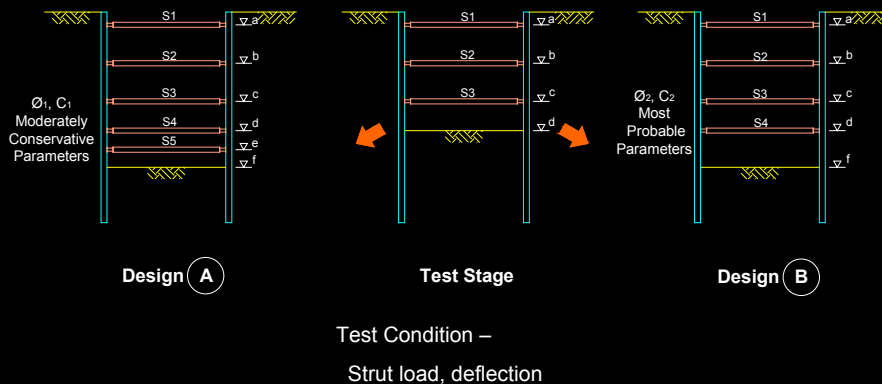 S1
a
S2
b
S3
c
S4
d
S5
e
f
Ø1, C1
Moderately
Conservative
Parameters
Design A
S1
a
S2
b
S3
c
d
Test Stage
S1
a
S2
b
S3
c
S4
d
f
Ø2, C2
Most
Probable
Parameters
Design B
Test Condition –
Strut load, deflection